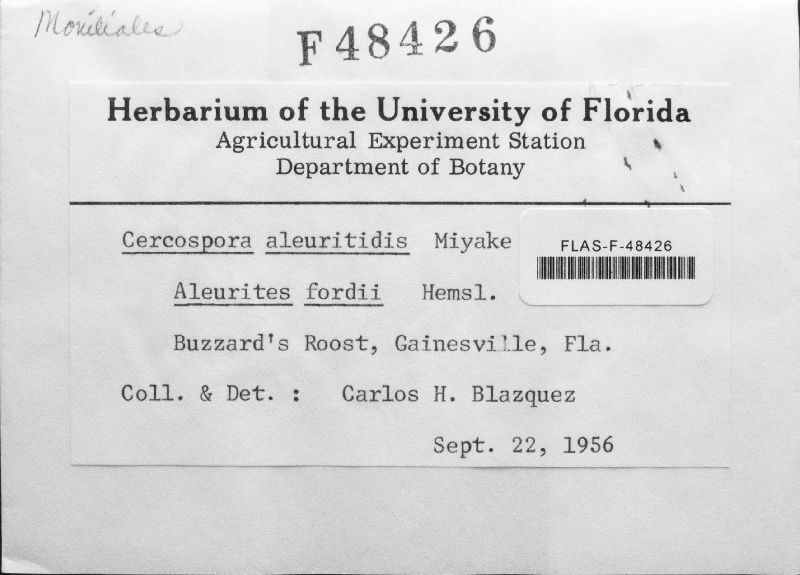 Moniliales
F48426
Herbarium of the University of Florida
Agricultural Experiment Station
Department of Botany
Cercospora aleuritidis Miyake
FLAS-F-48426
Aleurites fordii Hemsl.
Buzzard's Roost, Gainesville, Fla.
Coll. & Det. : Carlos H. Blazquez
Sept. 22, 1956